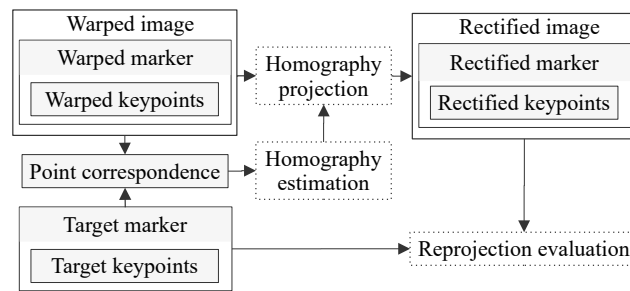 Warped image
Warped marker
Warped keypoints
Homography
projection
Rectified image
Rectified marker
Rectified keypoints
Point correspondence
Homography
estimation
Target marker
Target keypoints
Reprojection evaluation